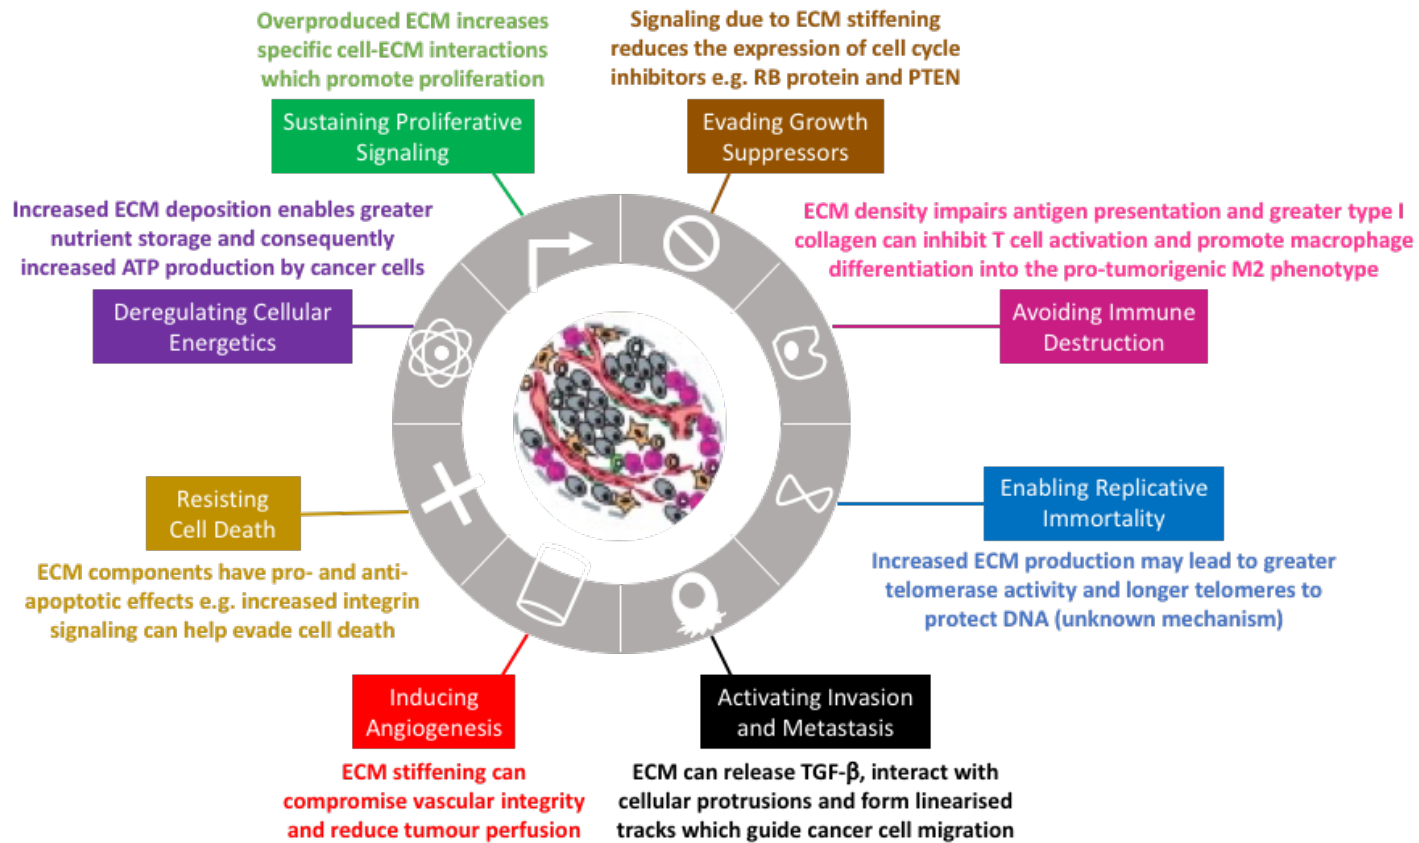 Overproduced ECM increases
specific cell-ECM interactions
which promote proliferation
Sustaining Proliferative
Signaling
Signaling due to ECM stiffening
reduces the expression of cell cycle
inhibitors e.g. RB protein and PTEN
Evading Growth
Suppressors
Increased ECM deposition enables greater
nutrient storage and consequently
increased ATP production by cancer cells
Deregulating Cellular
Energetics
ECM density impairs antigen presentation and greater type I
collagen can inhibit T cell activation and promote macrophage
differentiation into the pro-tumorigenic M2 phenotype
Avoiding Immune
Destruction
Resisting
Cell Death
ECM components have pro- and anti-
apoptotic effects e.g. increased integrin
signaling can help evade cell death
Enabling Replicative
Immortality
Increased ECM production may lead to greater
telomerase activity and longer telomeres to
protect DNA (unknown mechanism)
Inducing
Angiogenesis
ECM stiffening can
compromise vascular integrity
and reduce tumour perfusion
Activating Invasion
and Metastasis
ECM can release TGF-β, interact with
cellular protrusions and form linearised
tracks which guide cancer cell migration